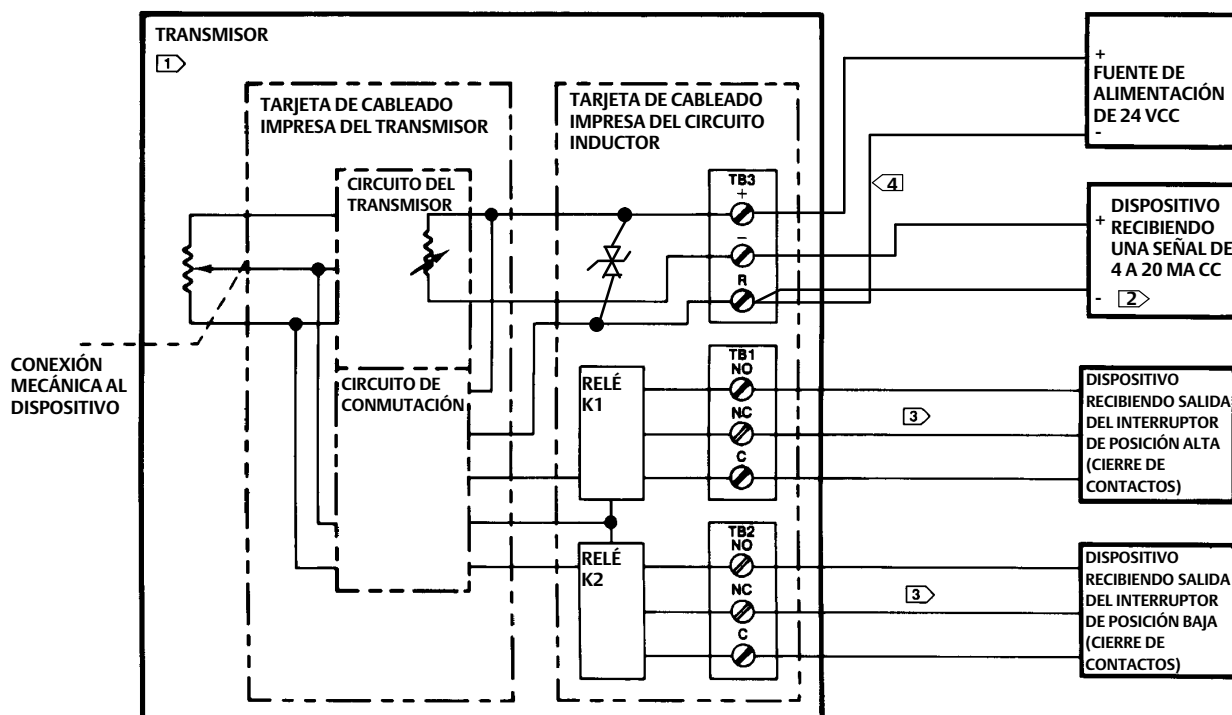 TRANSMISOR
1
TARJETA DE CABLEADO
IMPRESA DEL TRANSMISOR
TARJETA DE CABLEADO
IMPRESA DEL CIRCUITO
INDUCTOR
CIRCUITO DEL
TRANSMISOR
CIRCUITO DE
CONMUTACIÓN
CONEXIÓN
MECÁNICA AL
DISPOSITIVO
TB3
+
–
R
RELÉ
K1
TB1
NO
NC
C
RELÉ
K2
TB2
NO
NC
C
4
3
3
+
FUENTE DE
ALIMENTACIÓN
DE 24 VCC
-
+
DISPOSITIVO
RECIBIENDO
UNA SEÑAL DE
4 A 20 MA CC
- 2
DISPOSITIVO
RECIBIENDO SALIDA
DEL INTERRUPTOR
DE POSICIÓN ALTA
(CIERRE DE
CONTACTOS)
DISPOSITIVO
RECIBIENDO SALIDA
DEL INTERRUPTOR
DE POSICIÓN BAJA
(CIERRE DE
CONTACTOS)